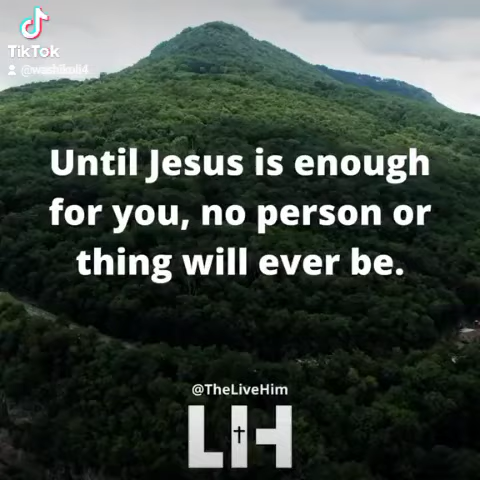 TikTok
Until Jesus is enough
for you, no person or
thing will ever be.
@TheLiveHim
LH